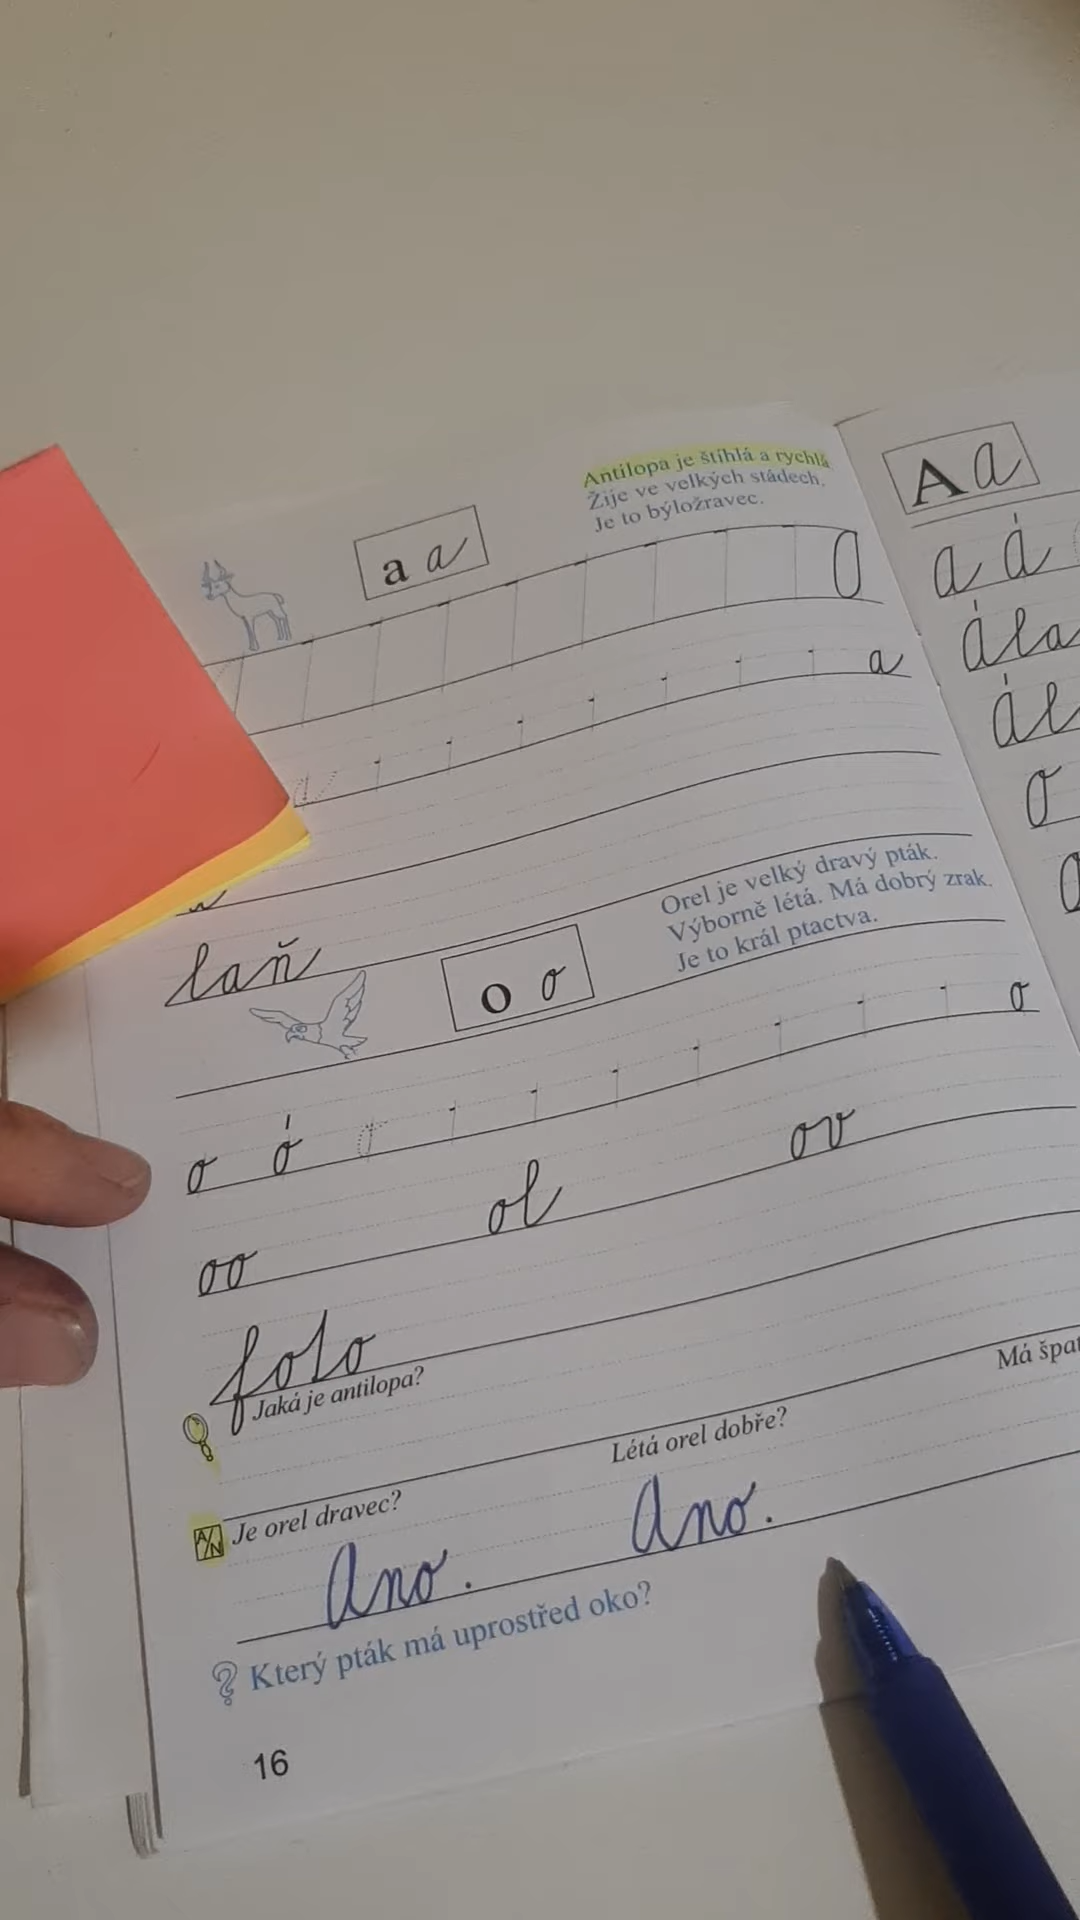 Antilopa je štíhlá a rychlá
Žije ve velkých stádech.
Je to býložravec.
a a
O
a
laň
Orel je velký dravý pták.
Výborně létá. Má dobrý zrak.
Je to král ptactva.
o o
o ó o
oo ol ov
folo
Jaká je antilopa?
Je orel dravec? Létá orel dobře? Má
A/N
Ano. Ano.
Který pták má uprostřed oko?
16
A a
a á
ála
ál
o